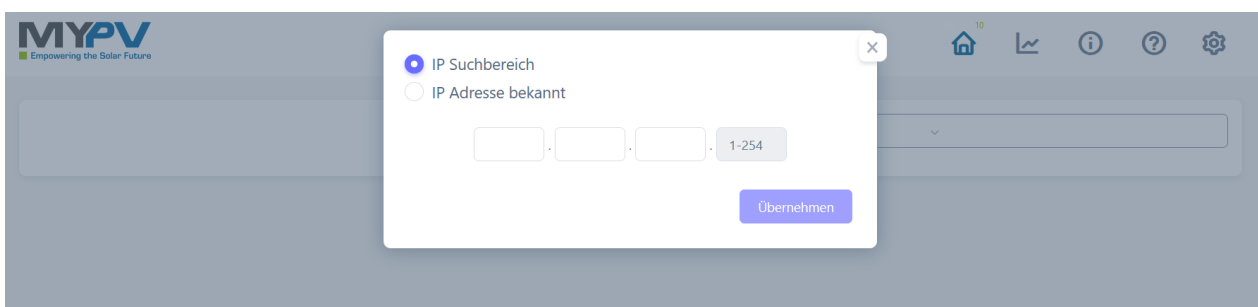 MYPV
Empowering the Solar Future
10
IP Suchbereich
IP Adresse bekannt
. . . 1-254
Übernehmen